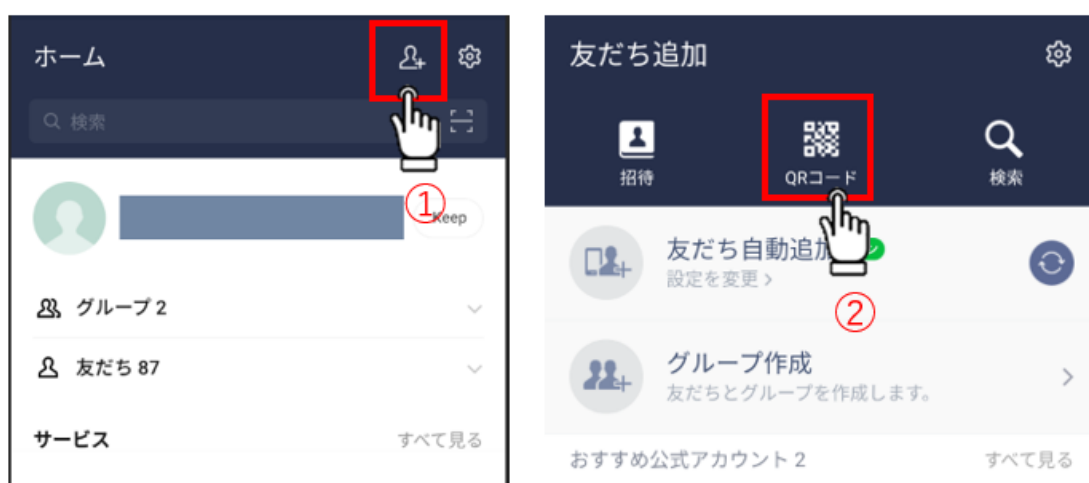 ホーム
検索
①
Keep
グループ 2
友だち 87
サービス
すべて見る
友だち追加
招待
QRコード
検索
友だち自動追加
設定を変更 >
②
グループ作成
友だちとグループを作成します。
おすすめ公式アカウント 2
すべて見る